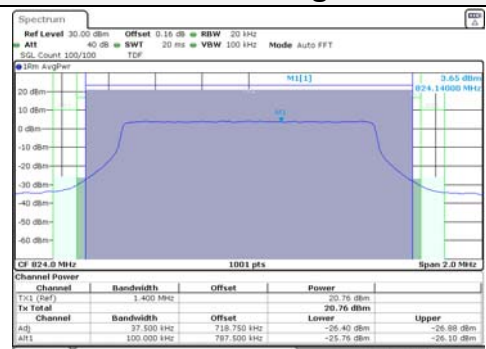 Spectrum
Ref Level 30.00 dBm Offset 0.16 dB RBW 20 kHz
Att 40 dB SWT 20 ms VBW 100 kHz Mode Auto FFT
SGL Count 100/100 TDF
1Rm AvgPwr
M1[1] 3.65 dBm
824.14000 MHz
20 dBm
10 dBm
M1
0 dBm
-10 dBm
-20 dBm
-30 dBm
-40 dBm
-50 dBm
-60 dBm
CF 824.0 MHz 1001 pts Span 2.0 MHz
Channel Power
Channel Bandwidth Offset Power
TX1 (Ref) 1.400 MHz 20.76 dBm
Tx Total 20.76 dBm
Channel Bandwidth Offset Lower Upper
Adj 37.500 kHz 718.750 kHz -26.40 dBm -26.88 dBm
Alt1 100.000 kHz 787.500 kHz -25.76 dBm -26.10 dBm